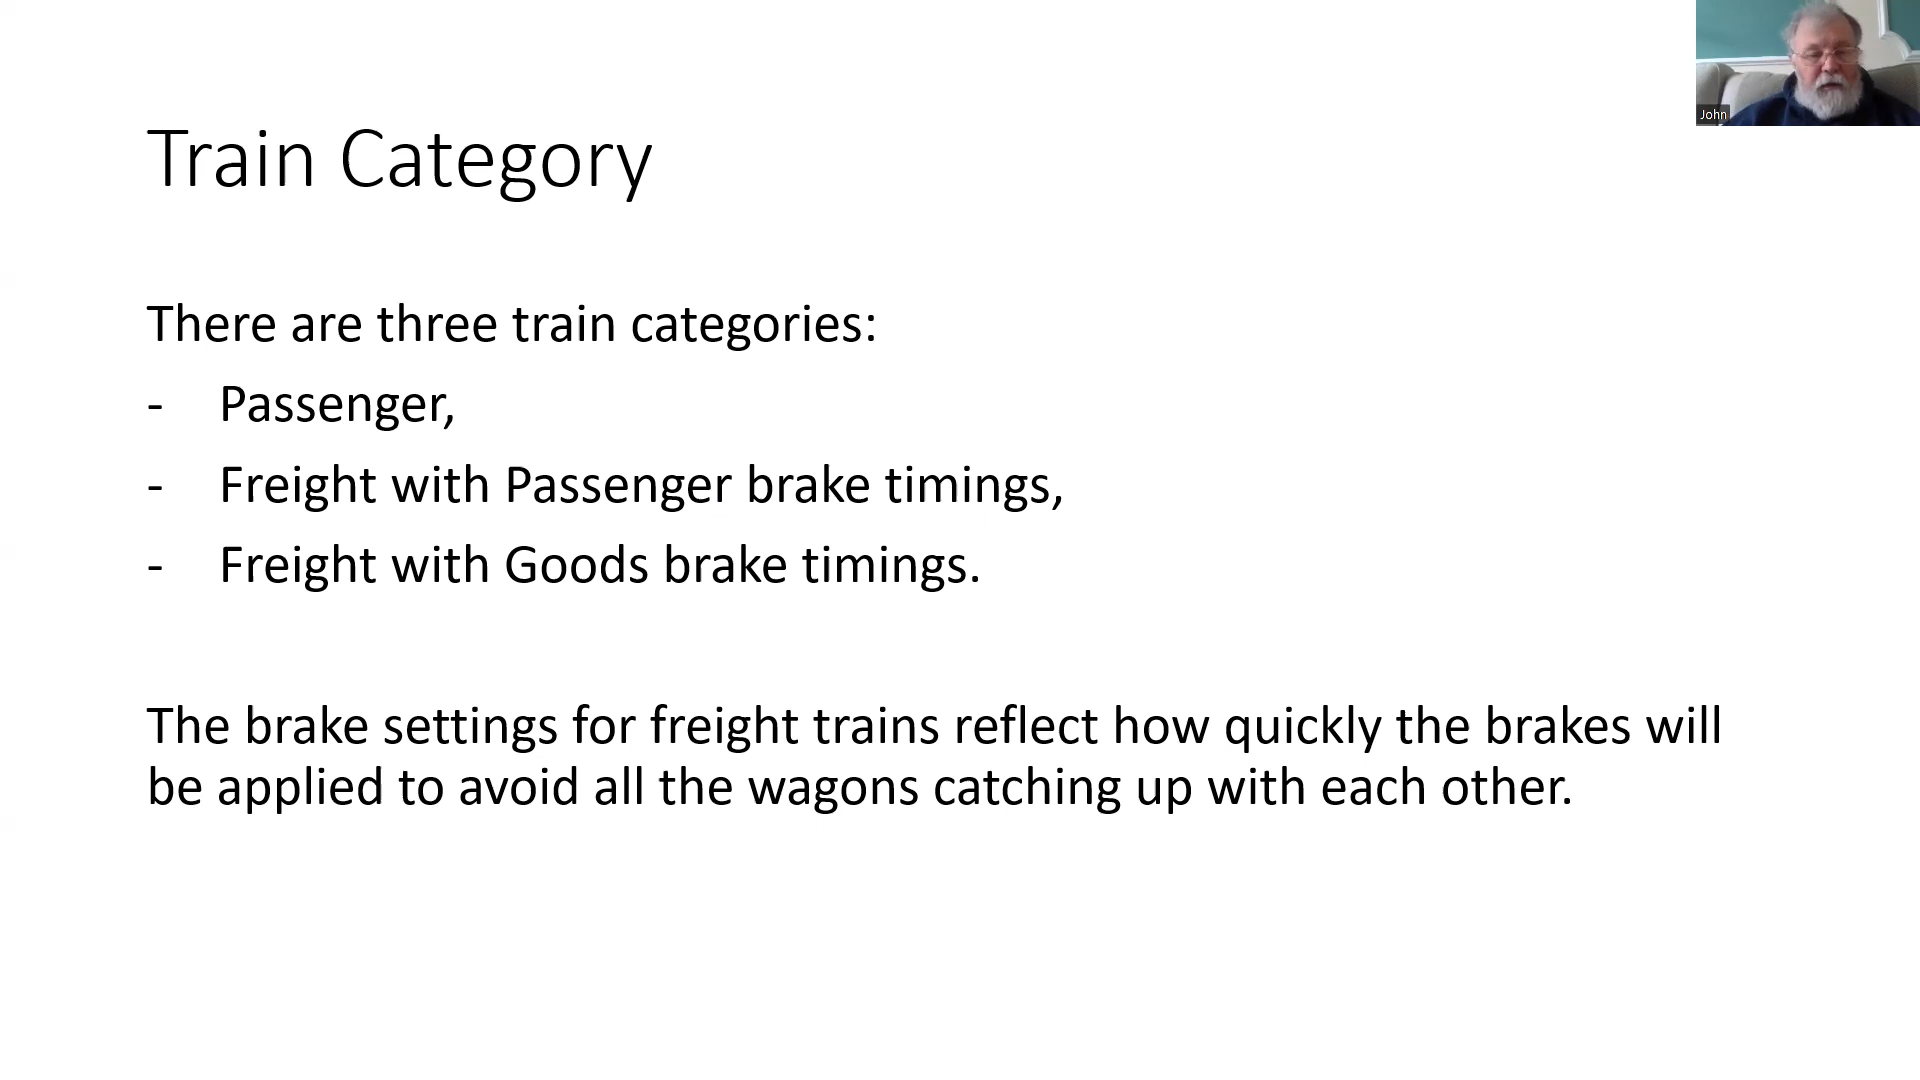 John
Train Category
There are three train categories:
- Passenger,
- Freight with Passenger brake timings,
- Freight with Goods brake timings.
The brake settings for freight trains reflect how quickly the brakes will
be applied to avoid all the wagons catching up with each other.